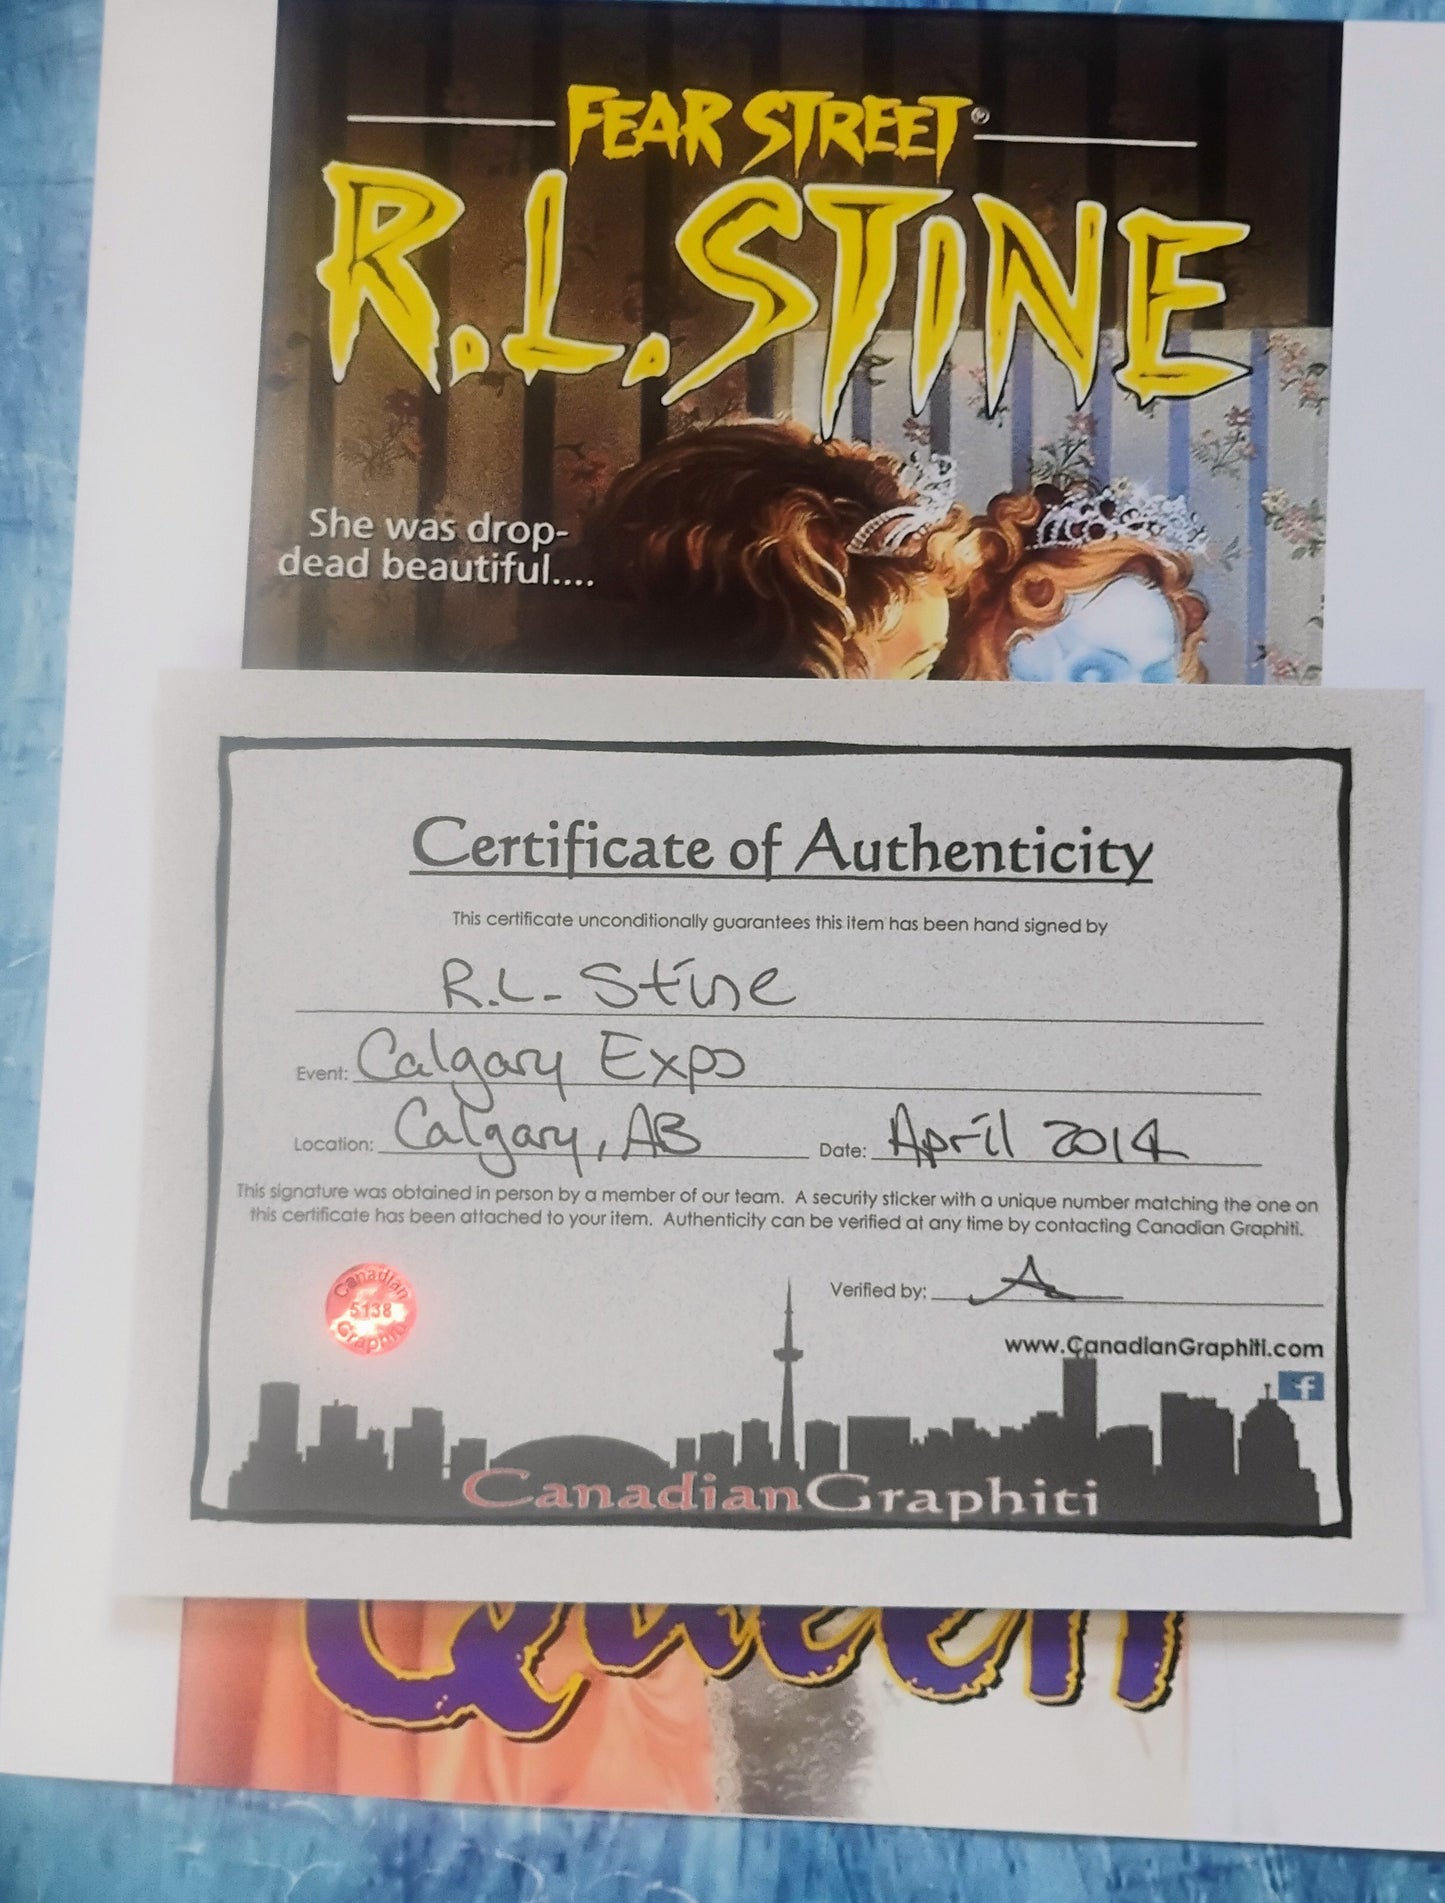 FEAR STREET®
R.L. STINE
She was drop-
dead beautiful....
Certificate of Authenticity
This certificate unconditionally guarantees this item has been hand signed by
R.L. Stine
Event: Calgary Expo
Location: Calgary, AB Date: April 2014
This signature was obtained in person by a member of our team. A security sticker with a unique number matching the one on
this certificate has been attached to your item. Authenticity can be verified at any time by contacting Canadian Graphiti.
Canadian
5138
Graphiti
Verified by:
www.CanadianGraphiti.com
f
CanadianGraphiti
Queen